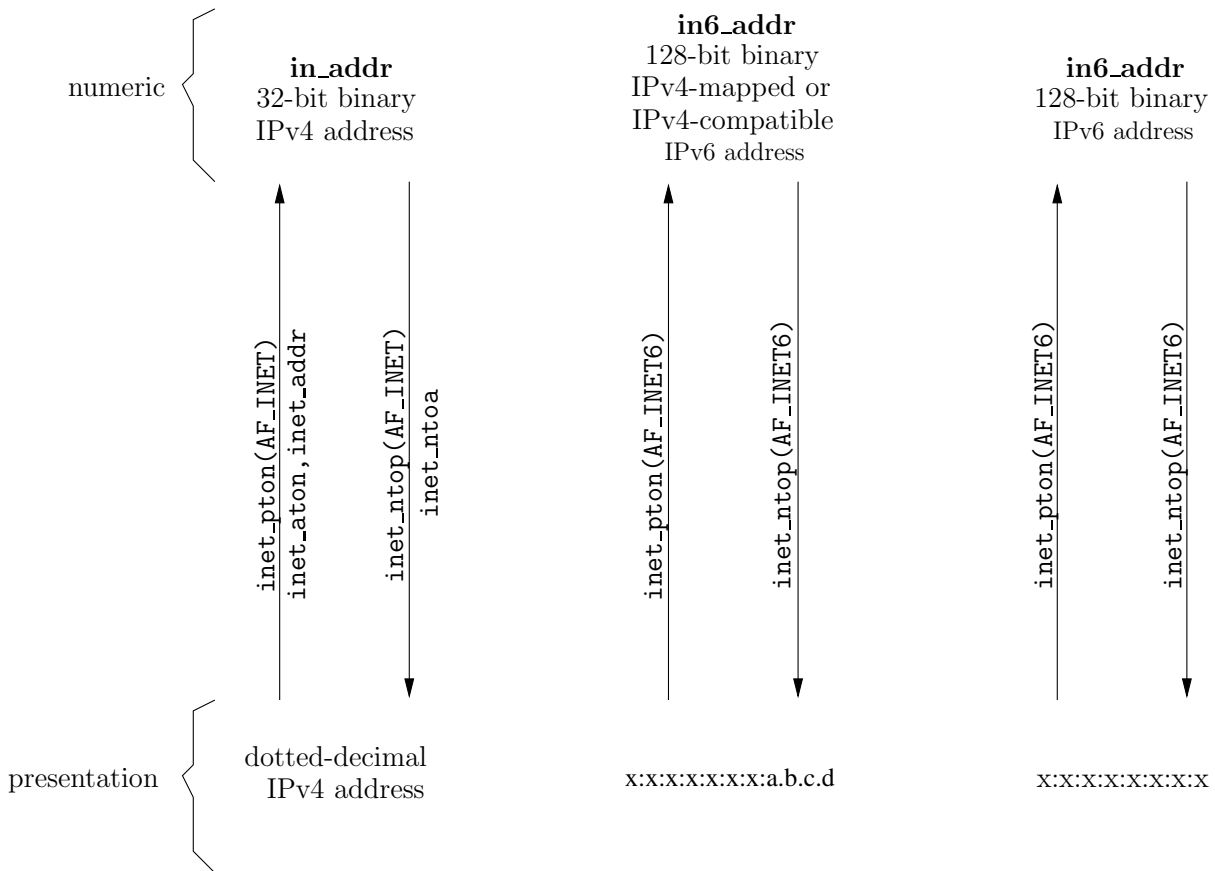 numeric
in_addr
32-bit binary
IPv4 address
in6_addr
128-bit binary
IPv4-mapped or
IPv4-compatible
IPv6 address
in6_addr
128-bit binary
IPv6 address
inet_pton(AF_INET)
inet_aton,inet_addr
inet_ntop(AF_INET)
inet_ntoa
inet_pton(AF_INET6)
inet_ntop(AF_INET6)
inet_pton(AF_INET6)
inet_ntop(AF_INET6)
presentation
dotted-decimal
IPv4 address
x:x:x:x:x:x:x:a.b.c.d
x:x:x:x:x:x:x:x